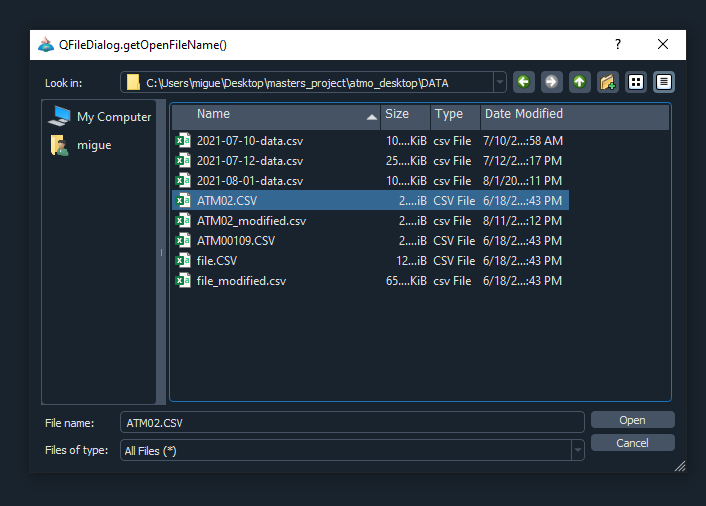 QFileDialog.getOpenFileName()
Look in: C:\Users\migue\Desktop\masters_project\atmo_desktop\DATA
My Computer
migue
Name Size Type Date Modified
2021-07-10-data.csv 10....KiB csv File 7/10/2...:58 AM
2021-07-12-data.csv 25....KiB csv File 7/12/2...:17 PM
2021-08-01-data.csv 10....KiB csv File 8/1/20...:11 PM
ATM02.CSV 2....iB CSV File 6/18/2...:43 PM
ATM02_modified.csv 2....iB csv File 8/11/2...:12 PM
ATM00109.CSV 2....iB CSV File 6/18/2...:43 PM
file.CSV 12...iB CSV File 6/18/2...:43 PM
file_modified.csv 65....KiB csv File 6/18/2...:43 PM
File name: ATM02.CSV Open
Files of type: All Files (*) Cancel